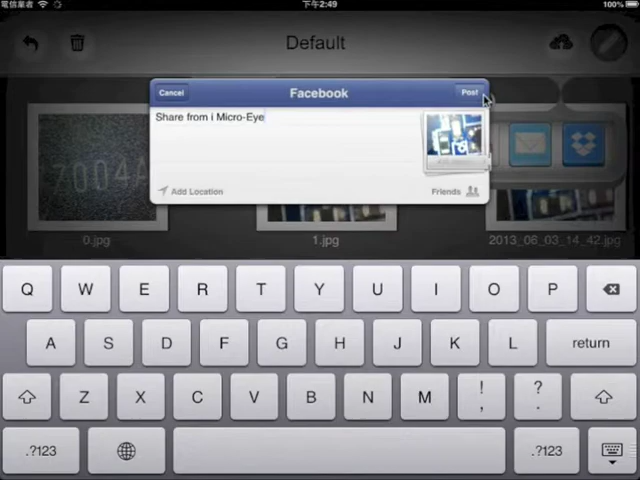 電信業者 下午2:49 100%
Default
Cancel Facebook Post
Share from i Micro-Eye
7004A
Add Location Friends
0.jpg 1.jpg 2013_06_03_14_42.jpg
Q W E R T Y U I O P
A S D F G H J K L return
Z X C V B N M ! , ? .
.?123 .?123